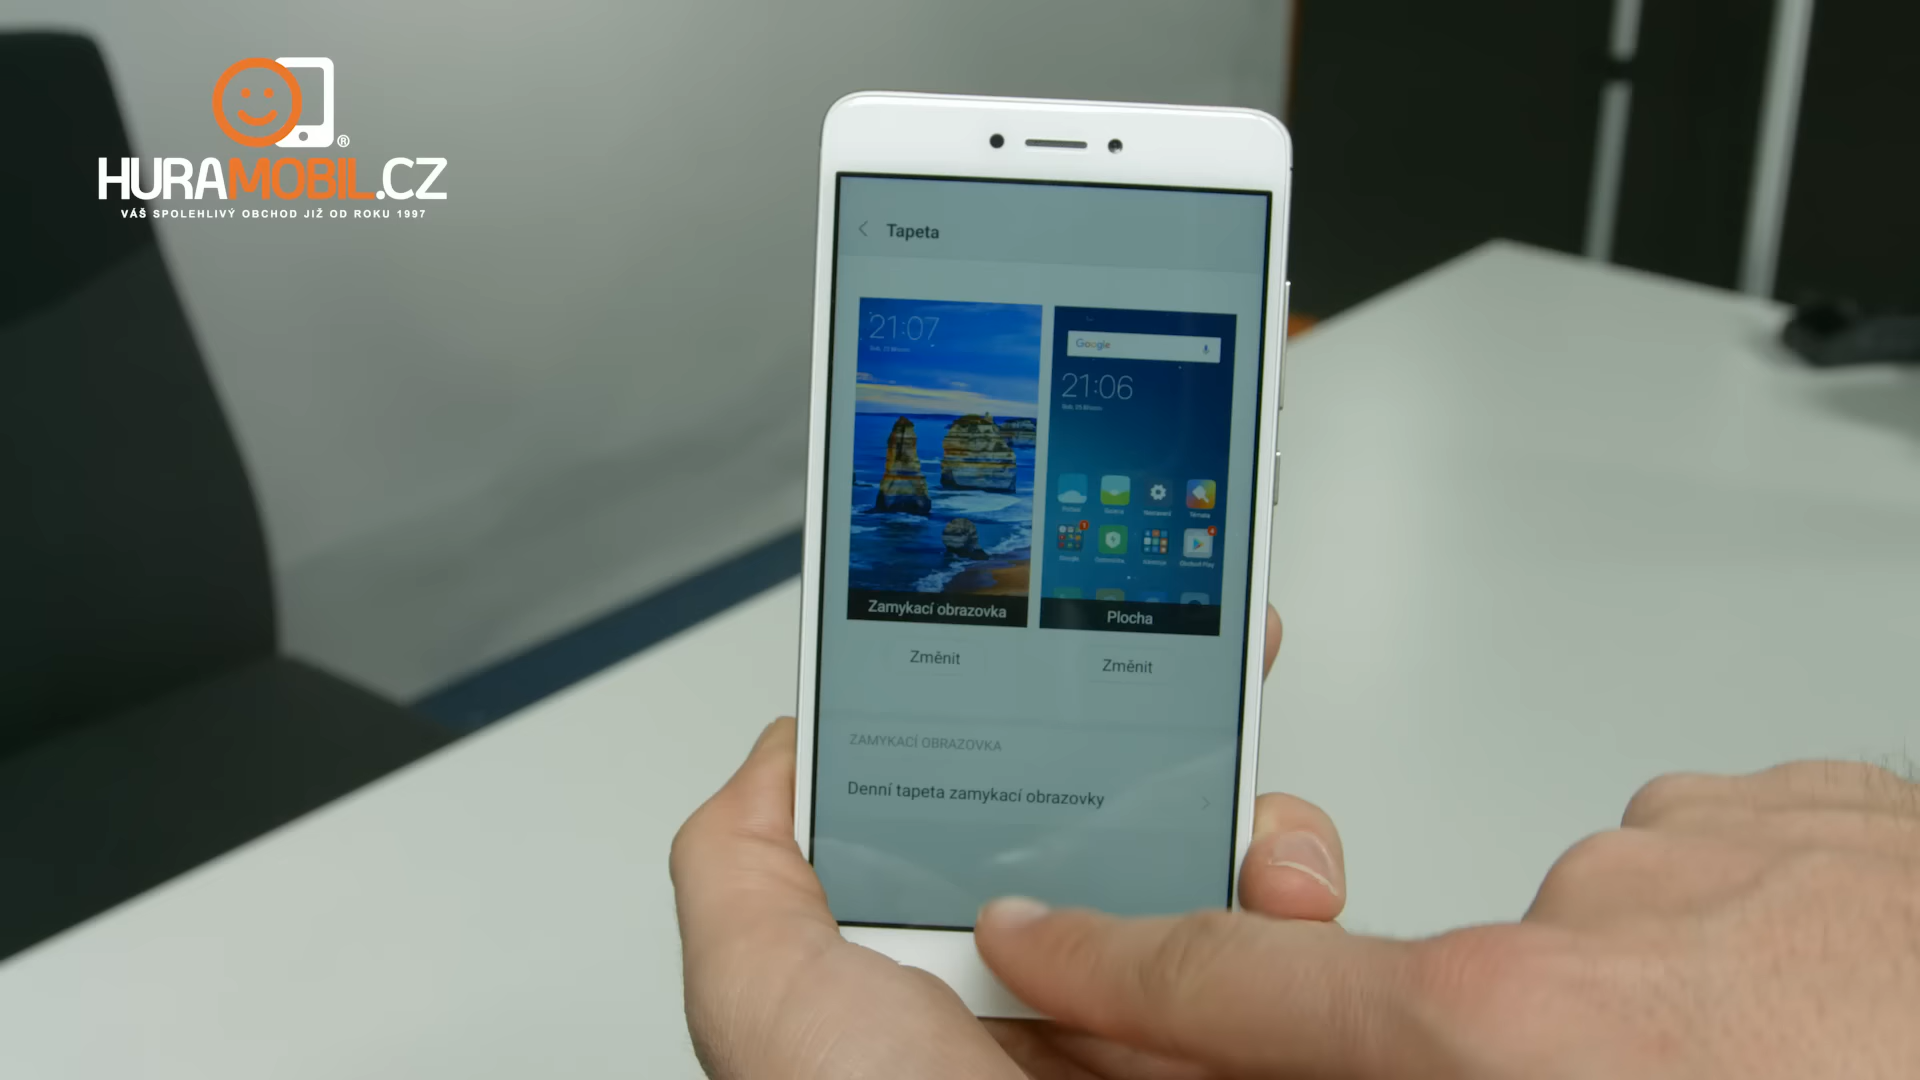 HURAMOBIL.CZ
VÁŠ SPOLEHLIVÝ OBCHOD JIŽ OD ROKU 1997
Tapeta
21:07
Google
21:06
Zamykací obrazovka
Plocha
Změnit
Změnit
ZAMYKACÍ OBRAZOVKA
Denní tapeta zamykací obrazovky